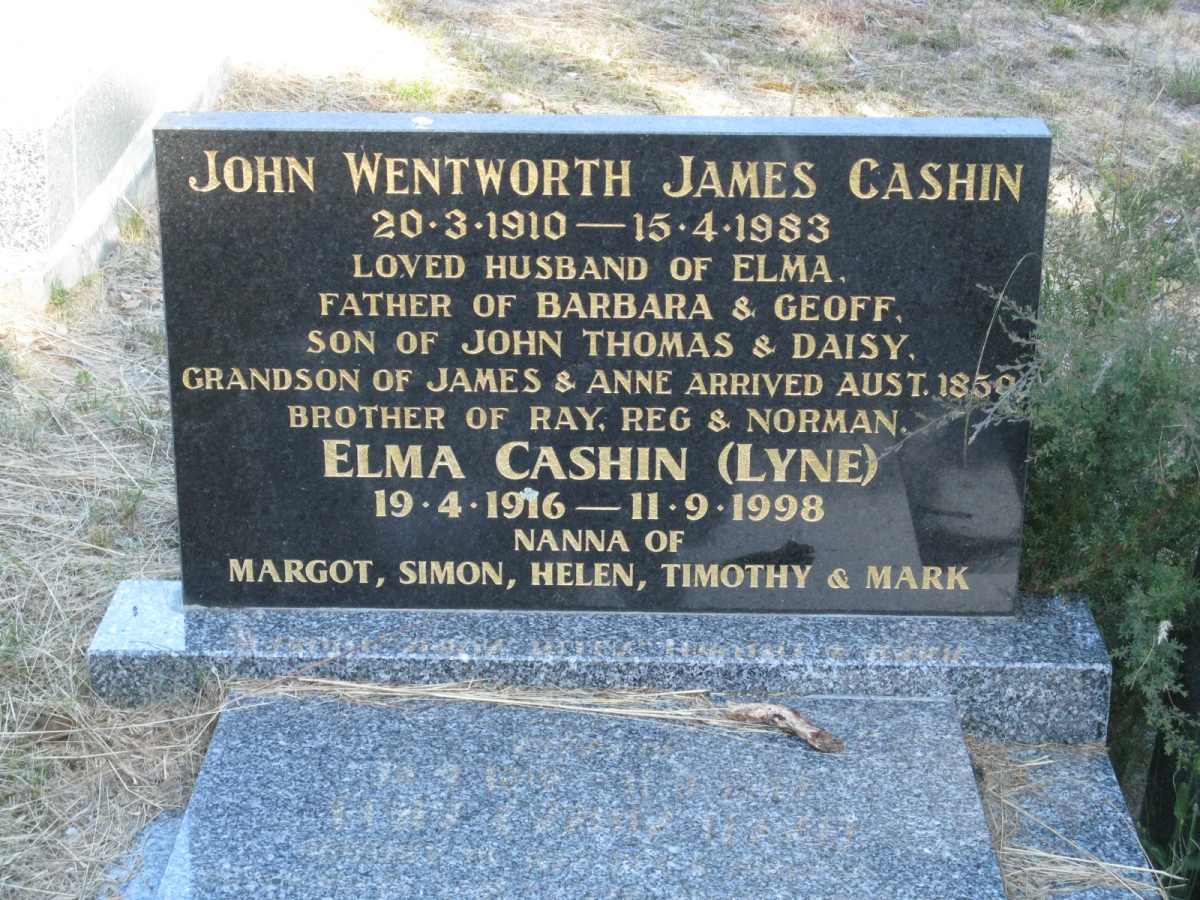 JOHN WENTWORTH JAMES CASHIN
20·3·1910 — 15·4·1983
LOVED HUSBAND OF ELMA,
FATHER OF BARBARA & GEOFF,
SON OF JOHN THOMAS & DAISY,
GRANDSON OF JAMES & ANNE ARRIVED AUST.
BROTHER OF RAY, REG & NORMAN.
ELMA CASHIN (LYNE)
19·4·1916 — 11·9·1998
NANNA OF
MARGOT, SIMON, HELEN, TIMOTHY & MARK